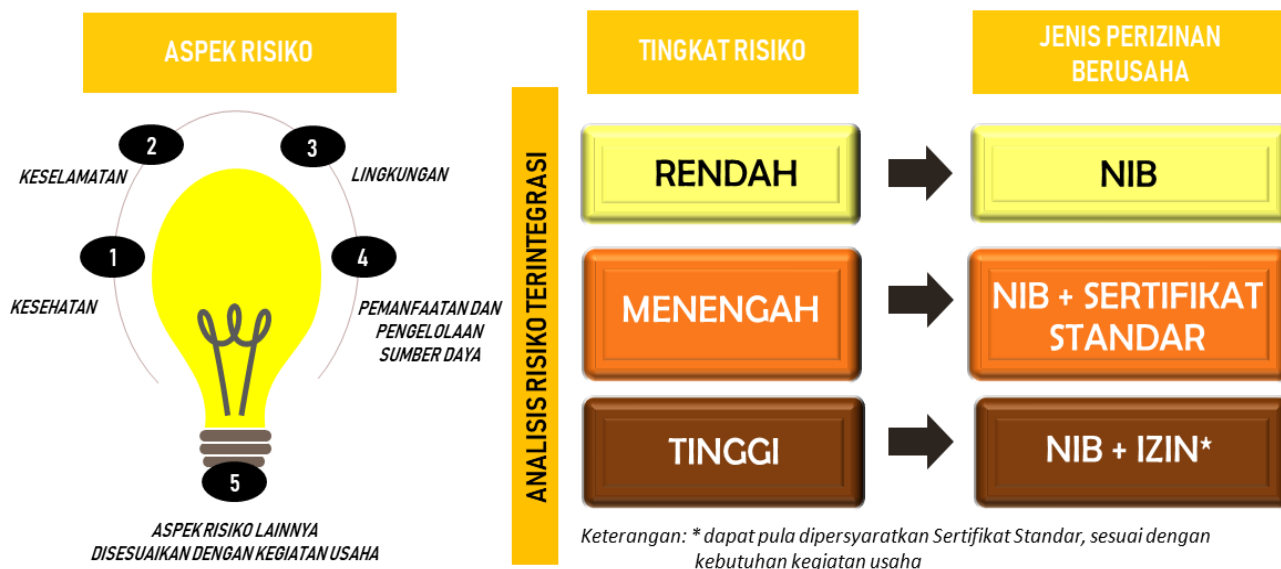 ASPEK RISIKO
2
KESELAMATAN
3
LINGKUNGAN
1
KESEHATAN
4
PEMANFAATAN DAN
PENGELOLAAN
SUMBER DAYA
5
ASPEK RISIKO LAINNYA
DISESUAIKAN DENGAN KEGIATAN USAHA
ANALISIS RISIKO TERINTEGRASI
TINGKAT RISIKO
JENIS PERIZINAN
BERUSAHA
RENDAH
NIB
MENENGAH
NIB + SERTIFIKAT
STANDAR
TINGGI
NIB + IZIN*
Keterangan: * dapat pula dipersyaratkan Sertifikat Standar, sesuai dengan
kebutuhan kegiatan usaha